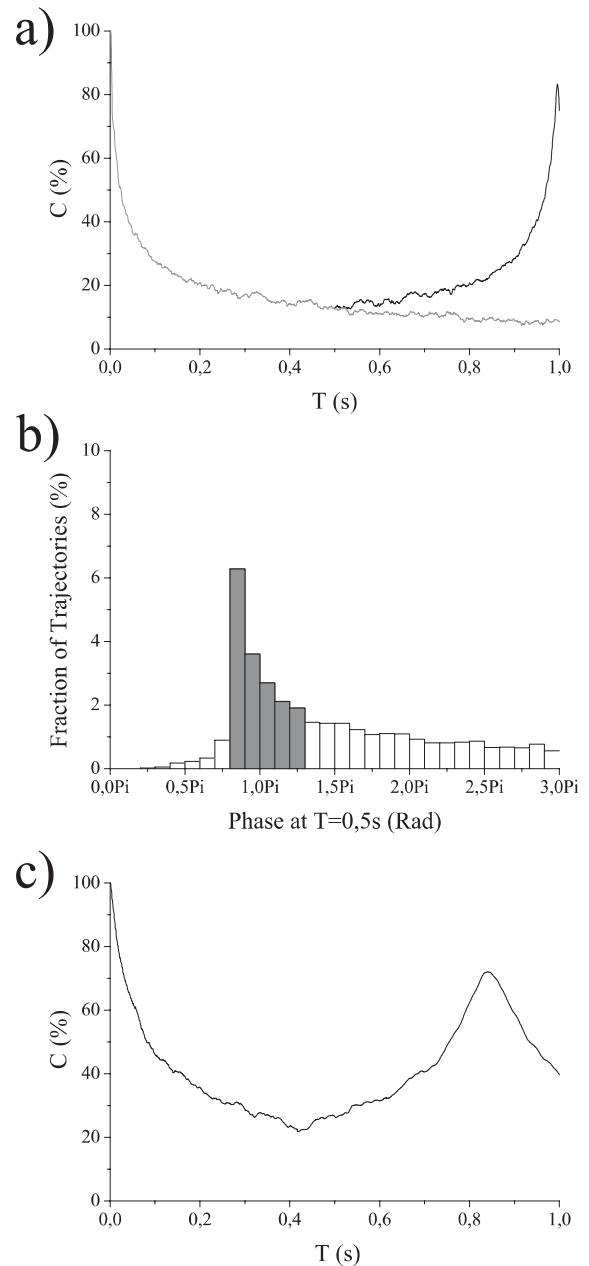 a)
100
80
60
40
20
0
C (%)
0,0 0,2 0,4 0,6 0,8 1,0
T (s)
b)
10
8
6
4
2
0
Fraction of Trajectories (%)
0,0Pi 0,5Pi 1,0Pi 1,5Pi 2,0Pi 2,5Pi 3,0Pi
Phase at T=0,5s (Rad)
c)
100
80
60
40
20
0
C (%)
0,0 0,2 0,4 0,6 0,8 1,0
T (s)